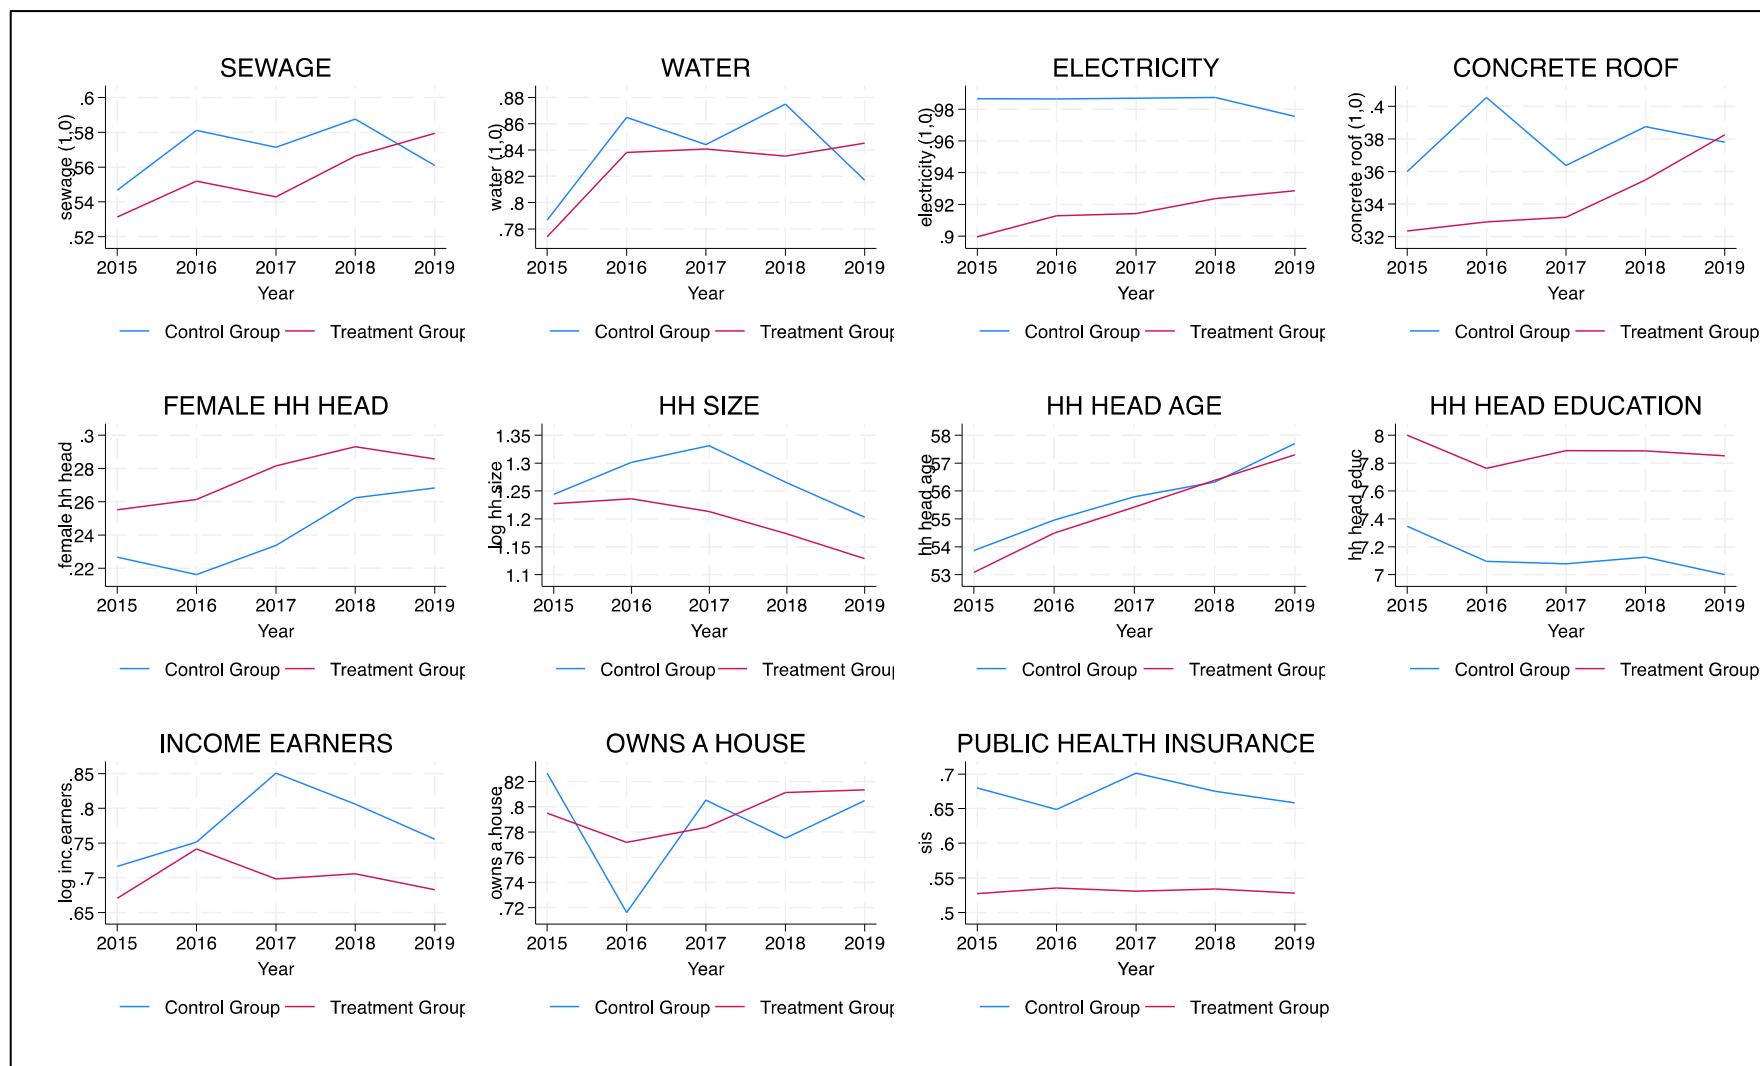 SEWAGE
sewage (1,0)
.6
.58
.56
.54
.52
2015 2016 2017 2018 2019
Year
Control Group Treatment Group
WATER
water (1,0)
.88
.86
.84
.82
.8
.78
2015 2016 2017 2018 2019
Year
Control Group Treatment Group
ELECTRICITY
electricity (1,0)
.98
.96
.94
.92
.9
2015 2016 2017 2018 2019
Year
Control Group Treatment Group
CONCRETE ROOF
concrete roof (1,0)
.4
.38
.36
.34
.32
2015 2016 2017 2018 2019
Year
Control Group Treatment Group
FEMALE HH HEAD
female hh head
.3
.28
.26
.24
.22
2015 2016 2017 2018 2019
Year
Control Group Treatment Group
HH SIZE
log hh size
1.35
1.3
1.25
1.2
1.15
1.1
2015 2016 2017 2018 2019
Year
Control Group Treatment Group
HH HEAD AGE
hh head age
58
57
56
55
54
53
2015 2016 2017 2018 2019
Year
Control Group Treatment Group
HH HEAD EDUCATION
hh head educ
8
7.8
7.6
7.4
7.2
7
2015 2016 2017 2018 2019
Year
Control Group Treatment Group
INCOME EARNERS
log inc.earners
.85
.8
.75
.7
.65
2015 2016 2017 2018 2019
Year
Control Group Treatment Group
OWNS A HOUSE
owns a house
.82
.8
.78
.76
.74
.72
2015 2016 2017 2018 2019
Year
Control Group Treatment Group
PUBLIC HEALTH INSURANCE
sis
.7
.65
.6
.55
.5
2015 2016 2017 2018 2019
Year
Control Group Treatment Group